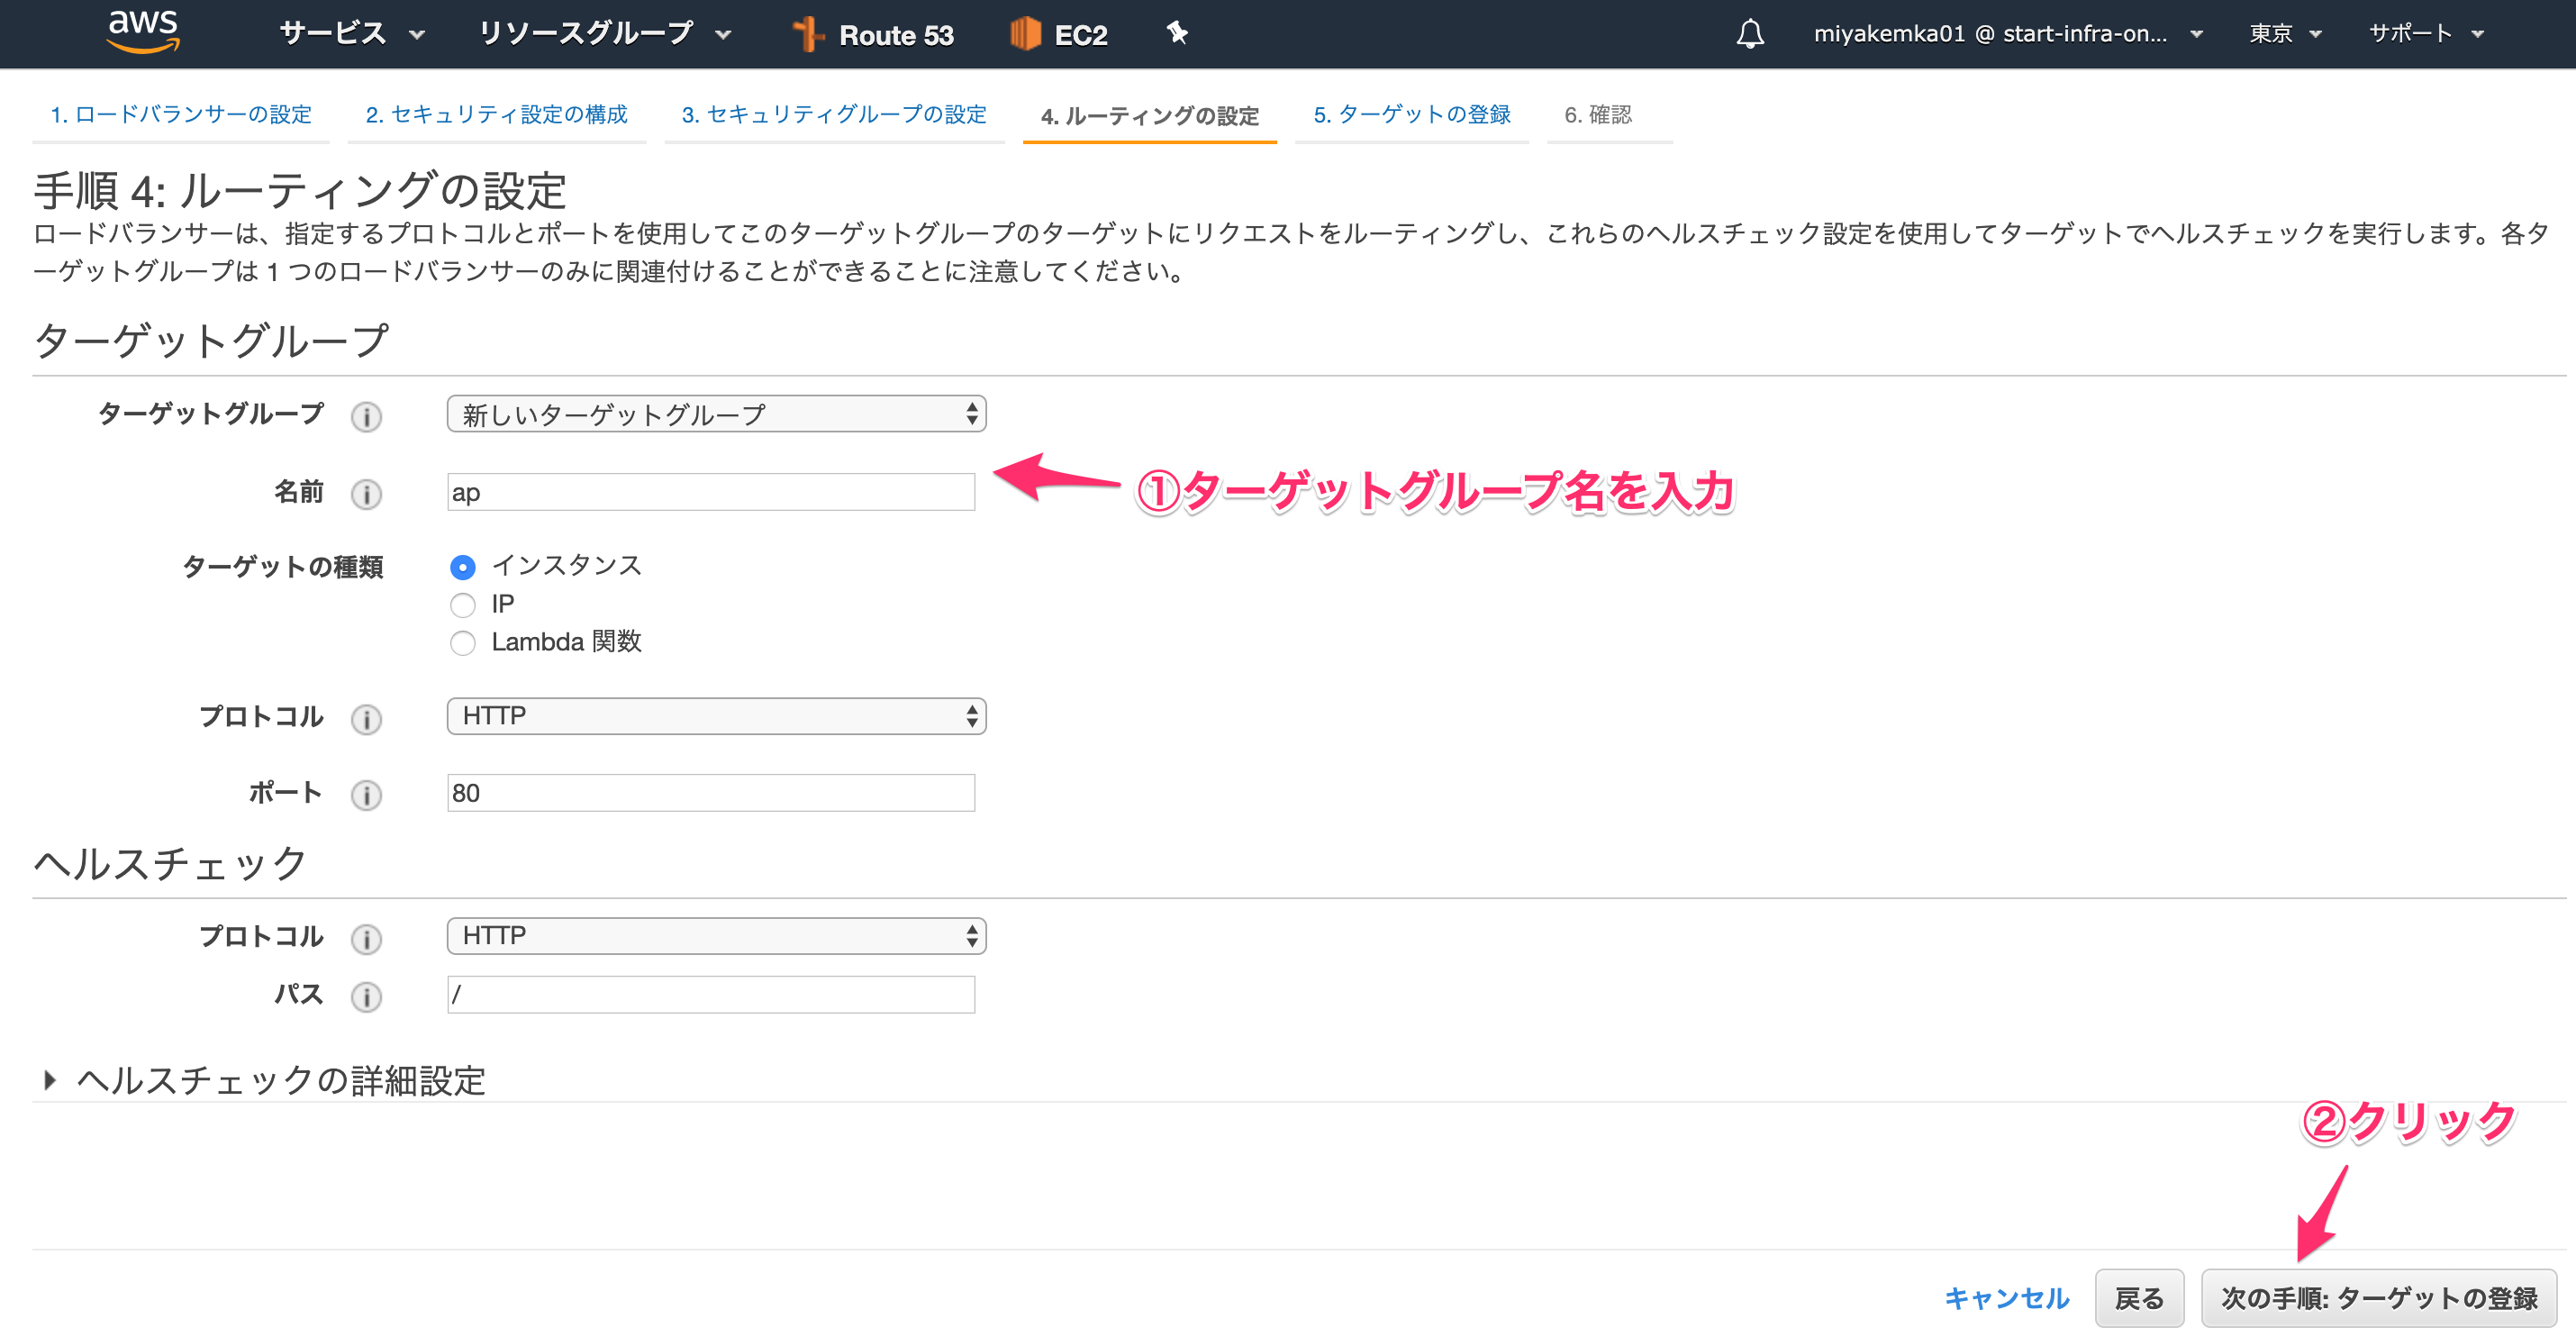 aws サービス リソースグループ Route 53 EC2 miyakemka01 @ start-infra-on... 東京 サポート
1. ロードバランサーの設定 2. セキュリティ設定の構成 3. セキュリティグループの設定 4. ルーティングの設定 5. ターゲットの登録 6. 確認
手順 4: ルーティングの設定
ロードバランサーは、指定するプロトコルとポートを使用してこのターゲットグループのターゲットにリクエストをルーティングし、これらのヘルスチェック設定を使用してターゲットでヘルスチェックを実行します。各タ
ーゲットグループは 1 つのロードバランサーのみに関連付けることができることに注意してください。
ターゲットグループ
ターゲットグループ 新しいターゲットグループ
名前 ap
①ターゲットグループ名を入力
ターゲットの種類 インスタンス
IP
Lambda 関数
プロトコル HTTP
ポート 80
ヘルスチェック
プロトコル HTTP
パス /
ヘルスチェックの詳細設定
②クリック
キャンセル 戻る 次の手順: ターゲットの登録